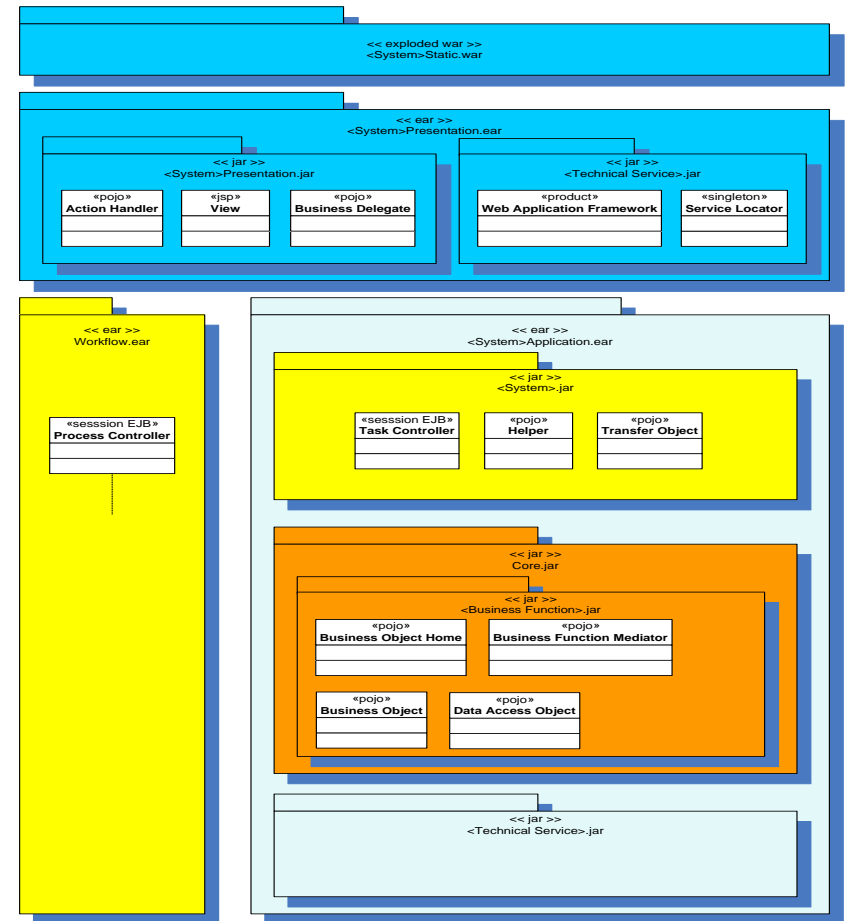 << exploded war >>
<System>Static.war
<< ear >>
<System>Presentation.ear
<< jar >>
<System>Presentation.jar
«pojo»
Action Handler
«jsp»
View
«pojo»
Business Delegate
<< jar >>
<Technical Service>.jar
«product»
Web Application Framework
«singleton»
Service Locator
<< ear >>
Workflow.ear
«sesssion EJB»
Process Controller
<< ear >>
<System>Application.ear
<< jar >>
<System>.jar
«sesssion EJB»
Task Controller
«pojo»
Helper
«pojo»
Transfer Object
<< jar >>
Core.jar
<< jar >>
<Business Function>.jar
«pojo»
Business Object Home
«pojo»
Business Function Mediator
«pojo»
Business Object
«pojo»
Data Access Object
<< jar >>
<Technical Service>.jar